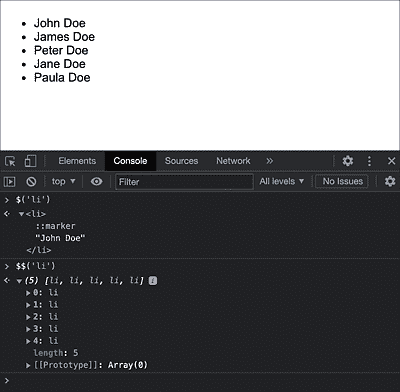 John Doe
James Doe
Peter Doe
Jane Doe
Paula Doe
Elements Console Sources Network »
top ▼ Filter All levels ▼ No Issues
> $('li')
<li>
::marker
"John Doe"
</li>
> $$('li')
(5) [li, li, li, li, li] i
0: li
1: li
2: li
3: li
4: li
length: 5
[[Prototype]]: Array(0)
>